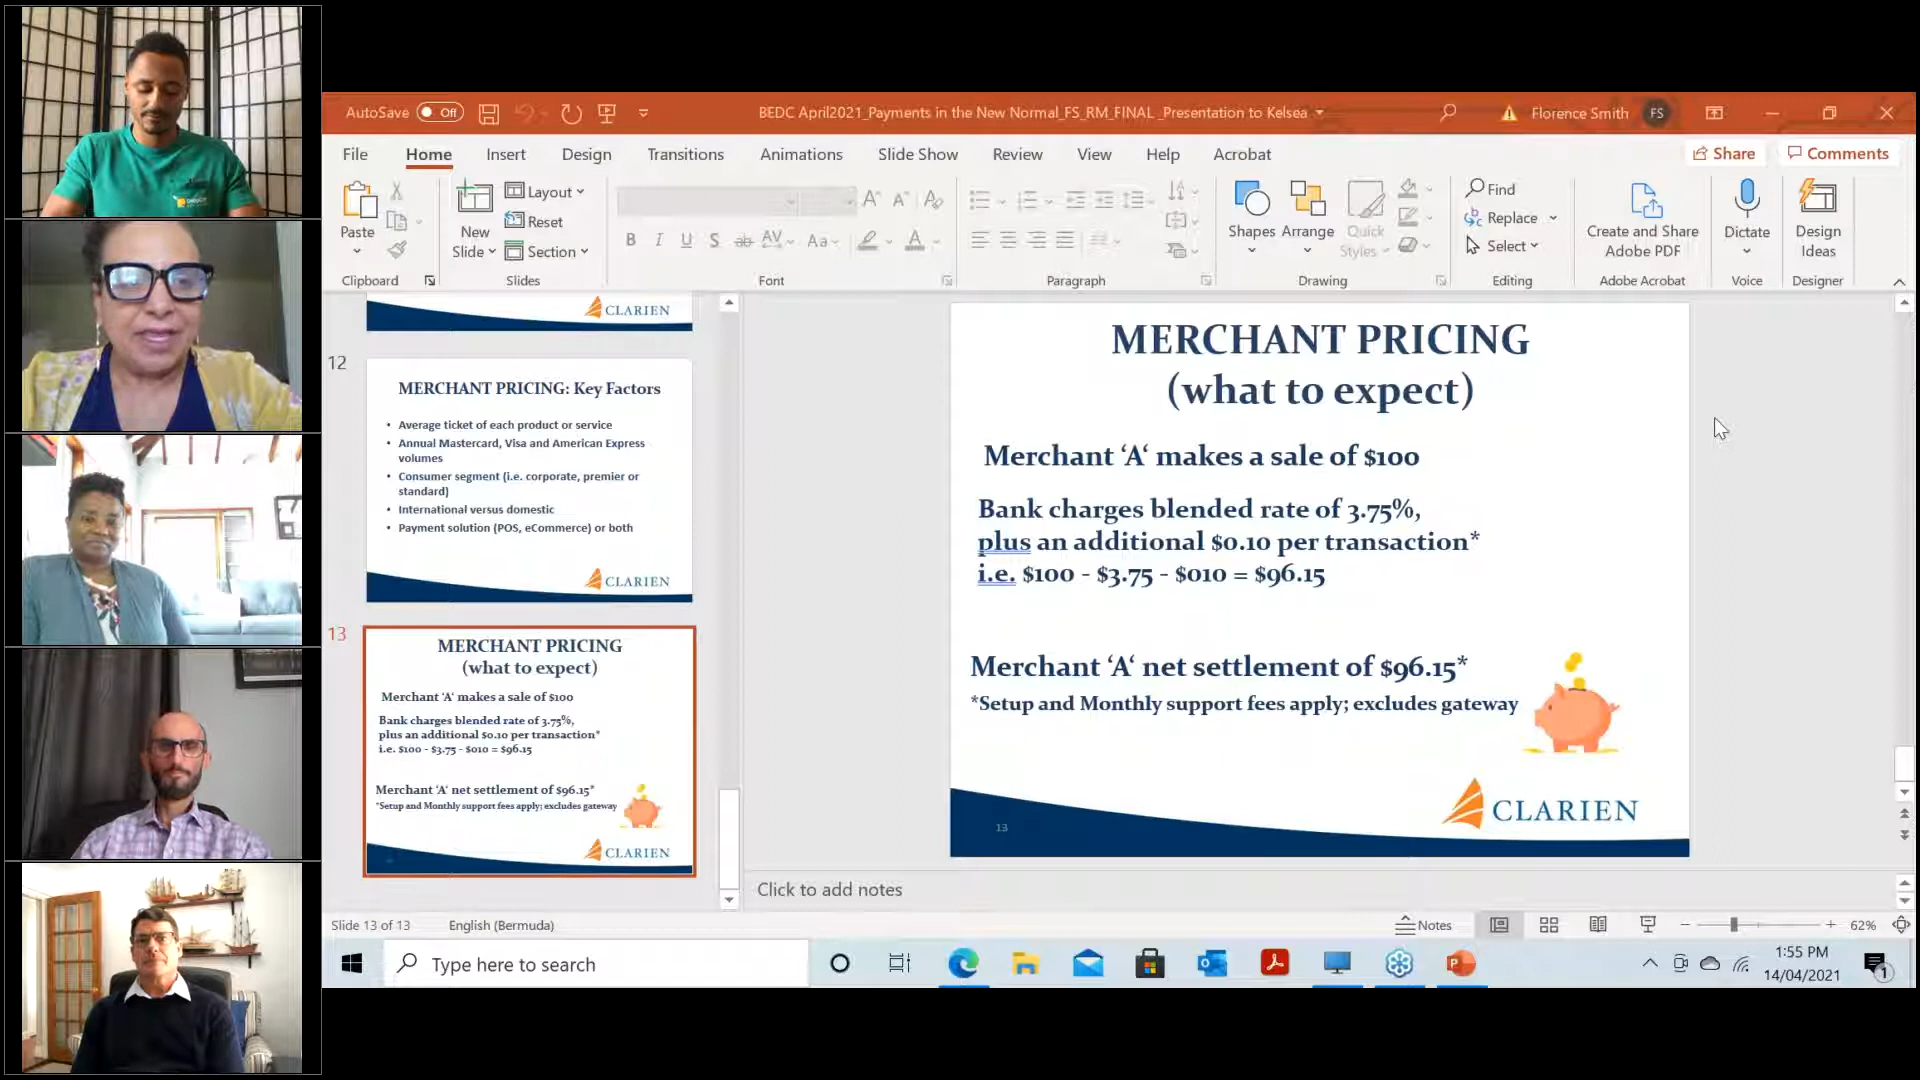 AutoSave Off
BEDC April2021_Payments in the New Normal_FS_RM_FINAL _Presentation to Kelsea
Florence Smith FS
File Home Insert Design Transitions Animations Slide Show Review View Help Acrobat
Share Comments
Paste
Clipboard
New
Slide
Layout
Reset
Section
Slides
B I U S ab AV Aa A
Font
Paragraph
Shapes
Arrange
Quick
Styles
Drawing
Find
Replace
Select
Editing
Create and Share
Adobe PDF
Adobe Acrobat
Dictate
Voice
Design
Ideas
Designer
CLARIEN
12
MERCHANT PRICING: Key Factors
• Average ticket of each product or service
• Annual Mastercard, Visa and American Express
volumes
• Consumer segment (i.e. corporate, premier or
standard)
• International versus domestic
• Payment solution (POS, eCommerce) or both
CLARIEN
13
MERCHANT PRICING
(what to expect)
Merchant ‘A‘ makes a sale of $100
Bank charges blended rate of 3.75%,
plus an additional $0.10 per transaction*
i.e. $100 - $3.75 - $010 = $96.15
Merchant ‘A‘ net settlement of $96.15*
*Setup and Monthly support fees apply; excludes gateway
CLARIEN
MERCHANT PRICING
(what to expect)
Merchant ‘A‘ makes a sale of $100
Bank charges blended rate of 3.75%,
plus an additional $0.10 per transaction*
i.e. $100 - $3.75 - $010 = $96.15
Merchant ‘A‘ net settlement of $96.15*
*Setup and Monthly support fees apply; excludes gateway
CLARIEN
13
Click to add notes
Slide 13 of 13
English (Bermuda)
Notes
62%
Type here to search
1:55 PM
14/04/2021
1